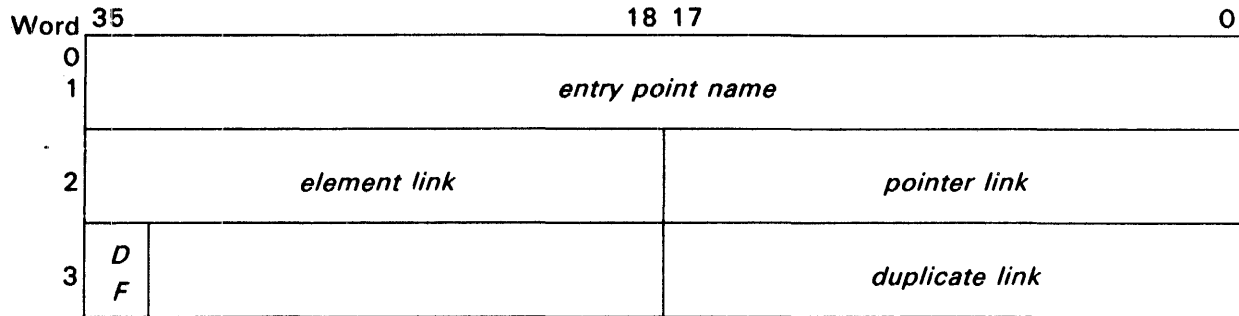 Word 35 18 17 0
0
1 entry point name
2 element link pointer link
3 D F duplicate link